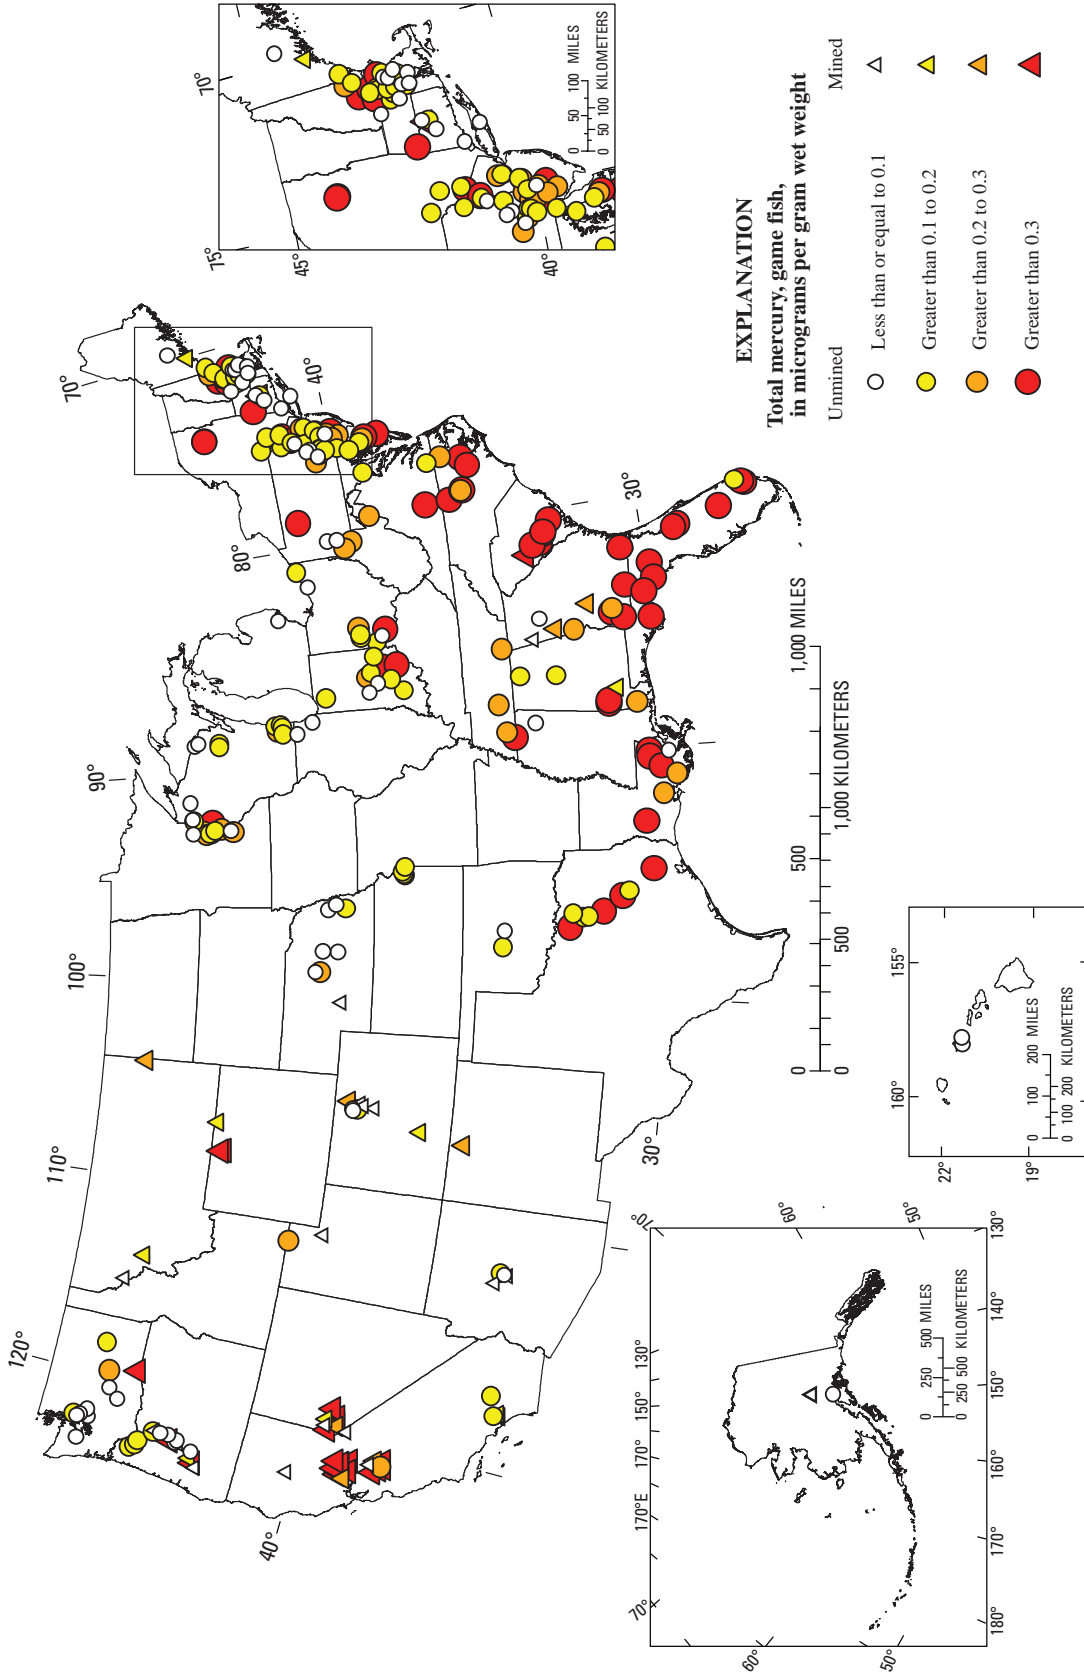 EXPLANATION
Total mercury, game fish,
in micrograms per gram wet weight
Unmined
Mined
Less than or equal to 0.1
Greater than 0.1 to 0.2
Greater than 0.2 to 0.3
Greater than 0.3
120°
110°
100°
90°
80°
70°
40°
40°
30°
30°
0 500 1,000 MILES
0 500 1,000 KILOMETERS
75°
70°
45°
40°
0 50 100 MILES
0 50 100 KILOMETERS
70°
60°
50°
170°E
170°
150°
130°
70°
60°
50°
180°
170°
160°
150°
140°
130°
0 250 500 MILES
0 250 500 KILOMETERS
160°
155°
22°
19°
0 100 200 MILES
0 100 200 KILOMETERS